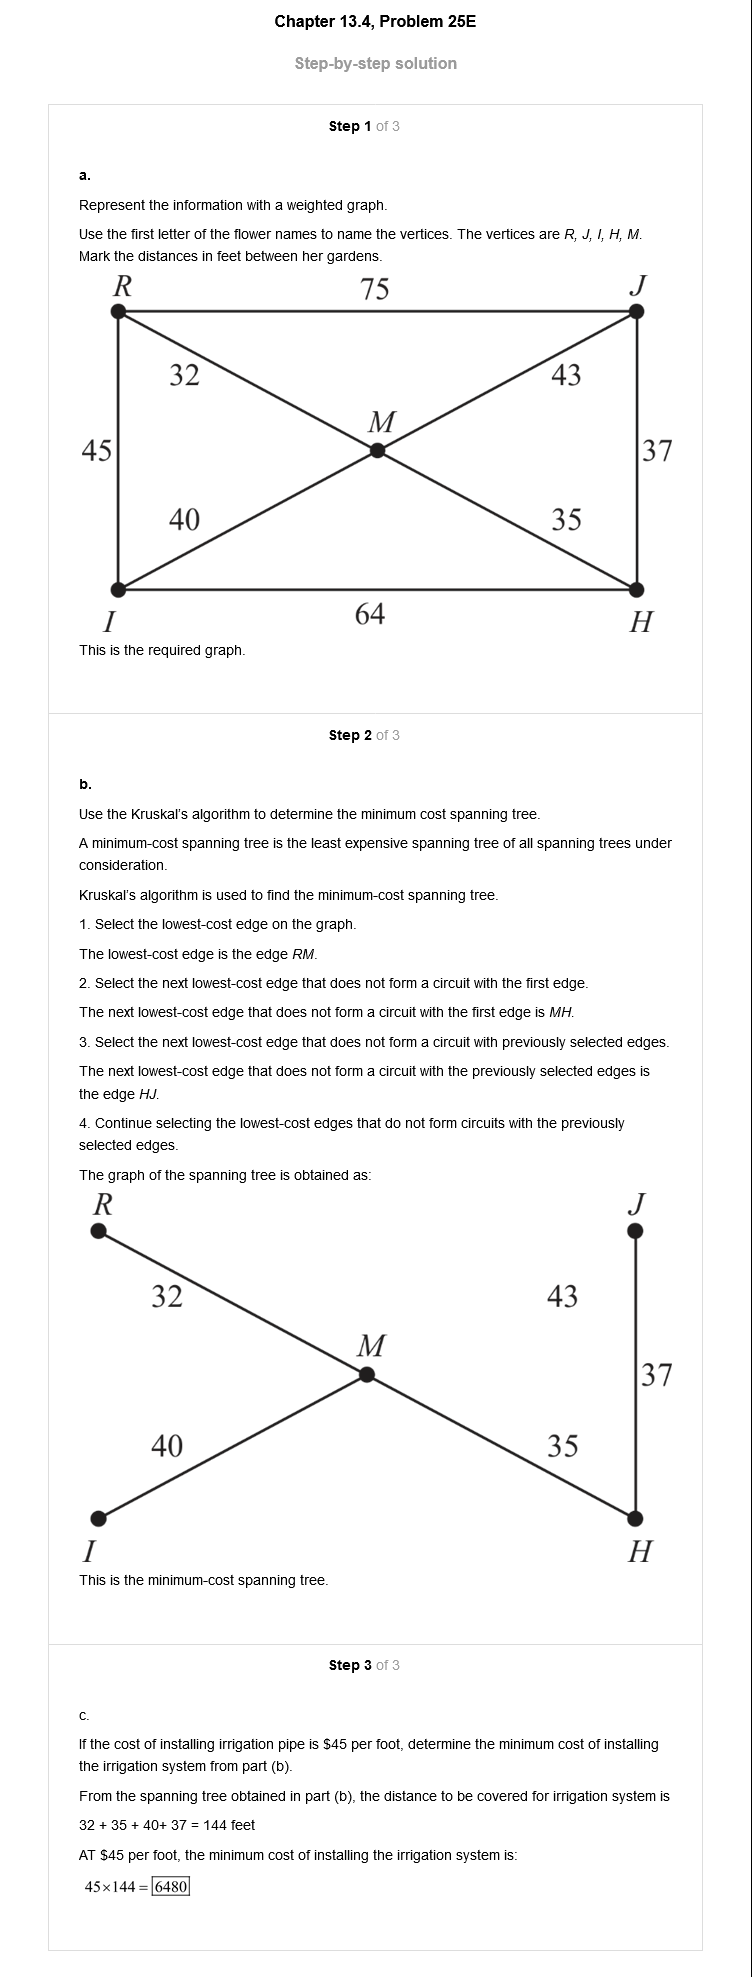 Chapter 13.4, Problem 25E
Step-by-step solution
Step 1 of 3
a.
Represent the information with a weighted graph.
Use the first letter of the flower names to name the vertices. The vertices are R, J, I, H, M.
Mark the distances in feet between her gardens.
R 75 J
32 43
M
45 37
40 35
I 64 H
This is the required graph.
Step 2 of 3
b.
Use the Kruskal's algorithm to determine the minimum cost spanning tree.
A minimum-cost spanning tree is the least expensive spanning tree of all spanning trees under
consideration.
Kruskal's algorithm is used to find the minimum-cost spanning tree.
1. Select the lowest-cost edge on the graph.
The lowest-cost edge is the edge RM.
2. Select the next lowest-cost edge that does not form a circuit with the first edge.
The next lowest-cost edge that does not form a circuit with the first edge is MH.
3. Select the next lowest-cost edge that does not form a circuit with previously selected edges.
The next lowest-cost edge that does not form a circuit with the previously selected edges is
the edge HJ.
4. Continue selecting the lowest-cost edges that do not form circuits with the previously
selected edges.
The graph of the spanning tree is obtained as:
R J
32 43
M
37
40 35
I H
This is the minimum-cost spanning tree.
Step 3 of 3
c.
If the cost of installing irrigation pipe is $45 per foot, determine the minimum cost of installing
the irrigation system from part (b).
From the spanning tree obtained in part (b), the distance to be covered for irrigation system is
32 + 35 + 40+ 37 = 144 feet
AT $45 per foot, the minimum cost of installing the irrigation system is:
45×144 = 6480